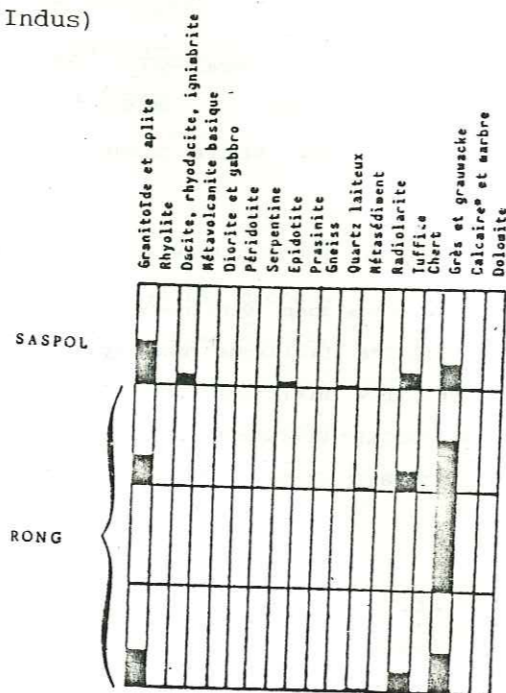 Indus)
Granitoïde et aplite
Rhyolite
Dacite, rhyodacite, ignimbrite
Métavolcanite basique
Diorite et gabbro
Péridotite
Serpentine
Epidotite
Prasinite
Gneiss
Quartz laiteux
Métasédiment
Radiolarite
Tuffite
Chert
Grès et grauwacke
Calcaire* et marbre
Dolomite
SASPOL
RONG